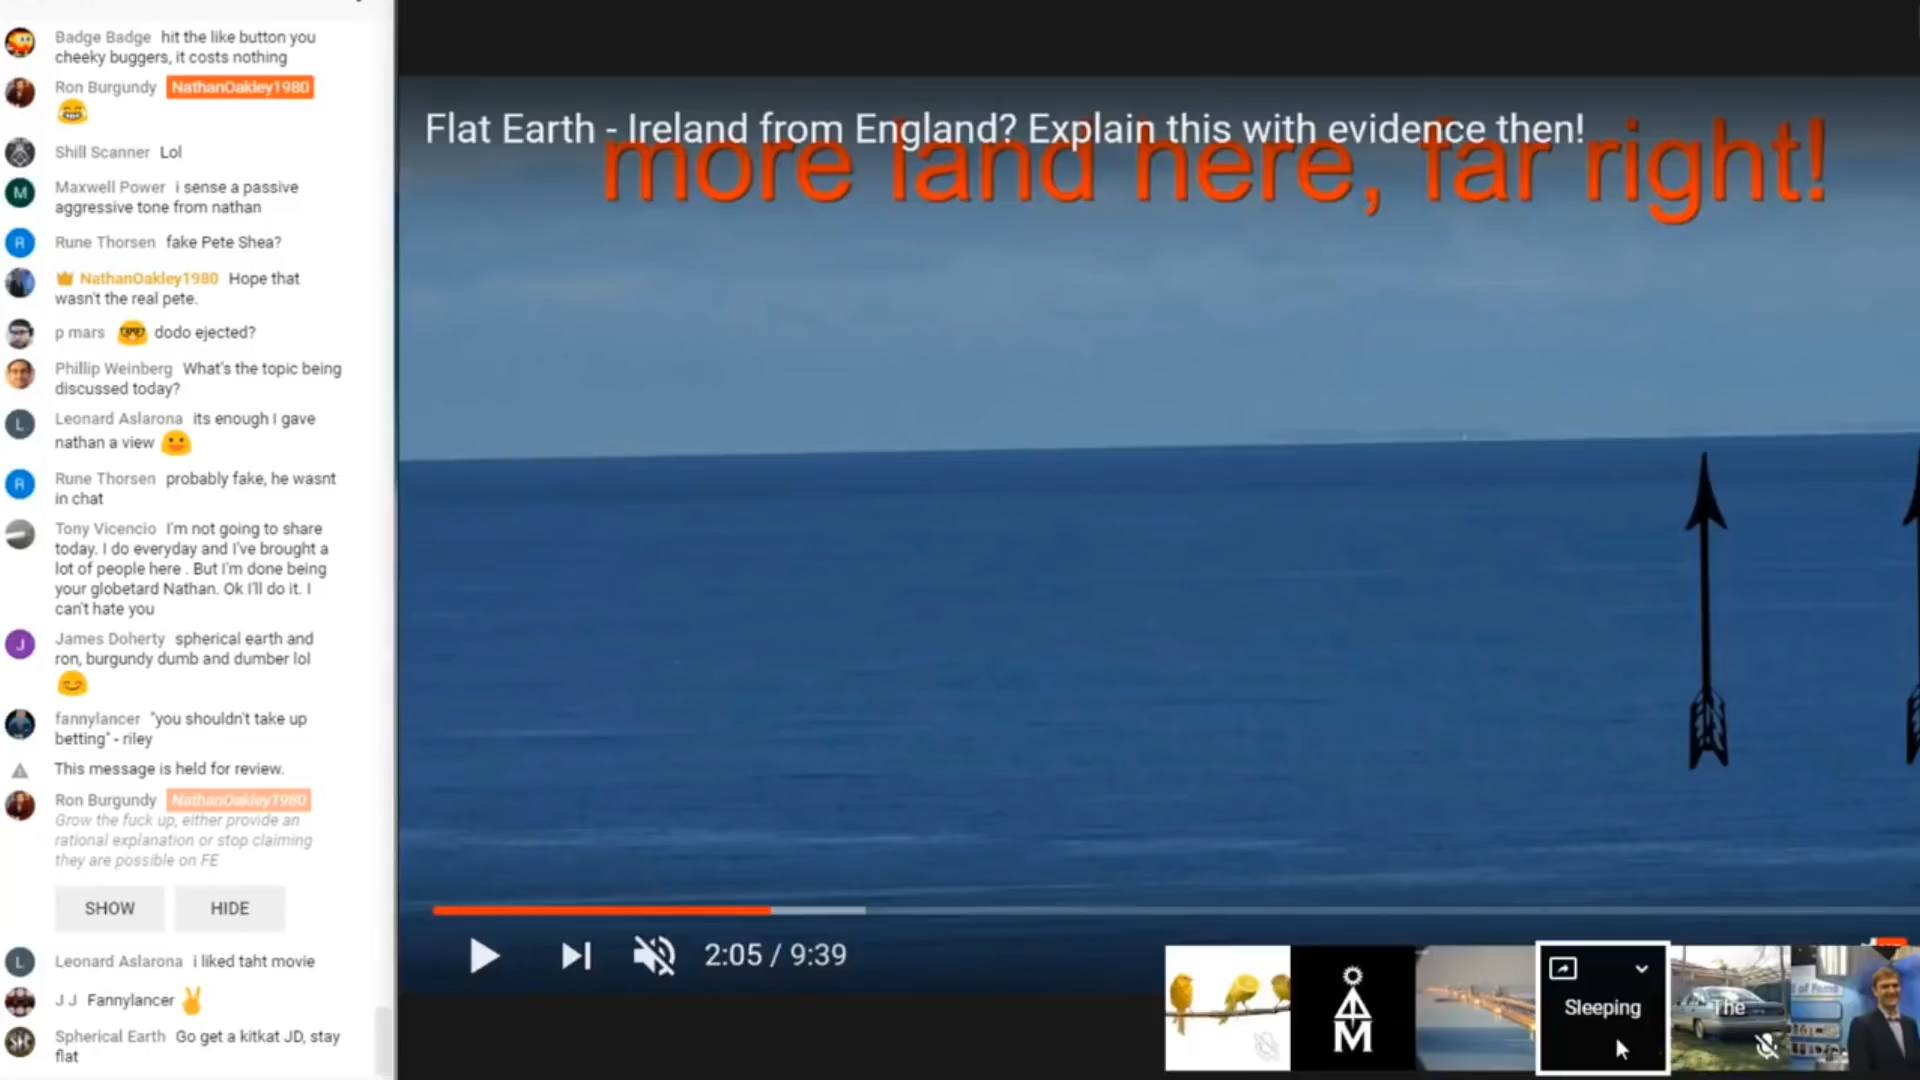 Badge Badge hit the like button you
cheeky buggers, it costs nothing
Ron Burgundy NathanOakley1980
Shill Scanner Lol
M
Maxwell Power i sense a passive
aggressive tone from nathan
R
Rune Thorsen fake Pete Shea?
NathanOakley1980 Hope that
wasn't the real pete.
p mars dodo ejected?
Phillip Weinberg What's the topic being
discussed today?
L
Leonard Aslarona its enough I gave
nathan a view
R
Rune Thorsen probably fake, he wasnt
in chat
Tony Vicencio I'm not going to share
today. I do everyday and I've brought a
lot of people here . But I'm done being
your globetard Nathan. Ok I'll do it. I
can't hate you
J
James Doherty spherical earth and
ron, burgundy dumb and dumber lol
fannylancer "you shouldn't take up
betting" - riley
This message is held for review.
Ron Burgundy NathanOakley1980
Grow the fuck up, either provide an
rational explanation or stop claiming
they are possible on FE
SHOW HIDE
L
Leonard Aslarona i liked taht movie
J J Fannylancer
Spherical Earth Go get a kitkat JD, stay
flat
Flat Earth - Ireland from England? Explain this with evidence then!
more land here, far right!
2:05 / 9:39
M
Sleeping
The
d of Fame